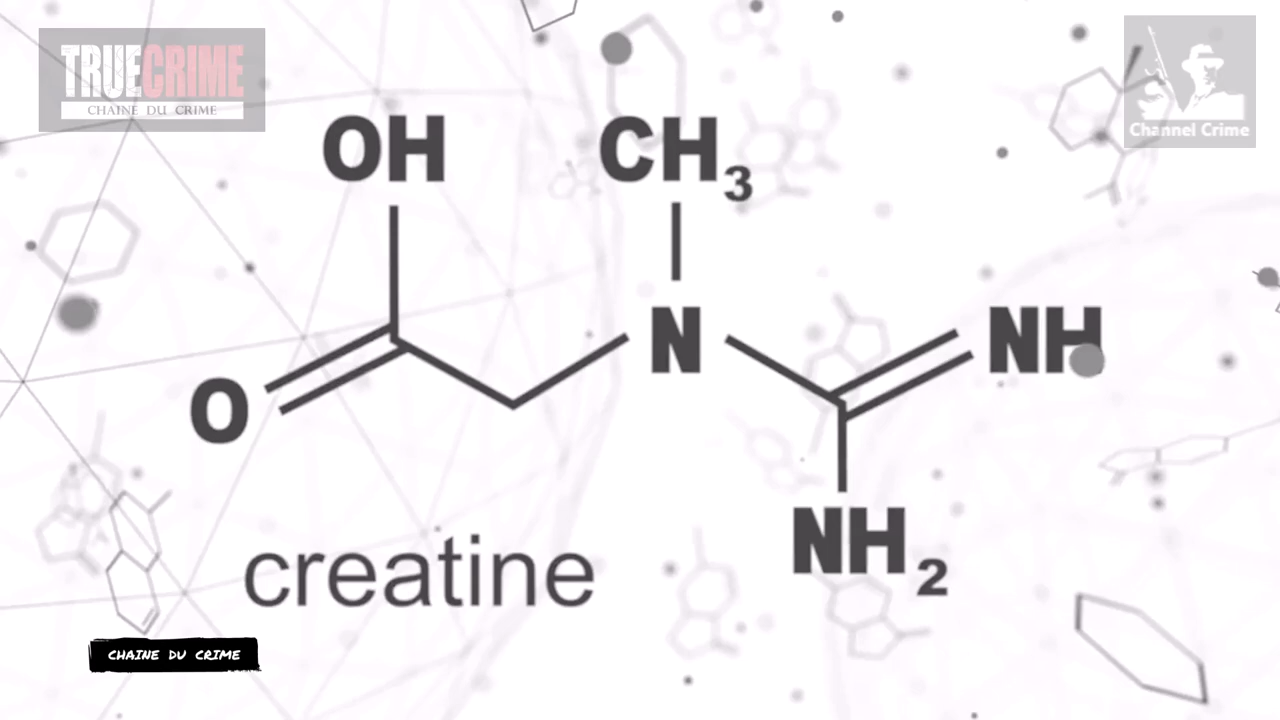 TRUECRIME
CHAINE DU CRIME
Channel Crime
OH
CH3
N
NH
O
NH2
creatine
CHAINE DU CRIME